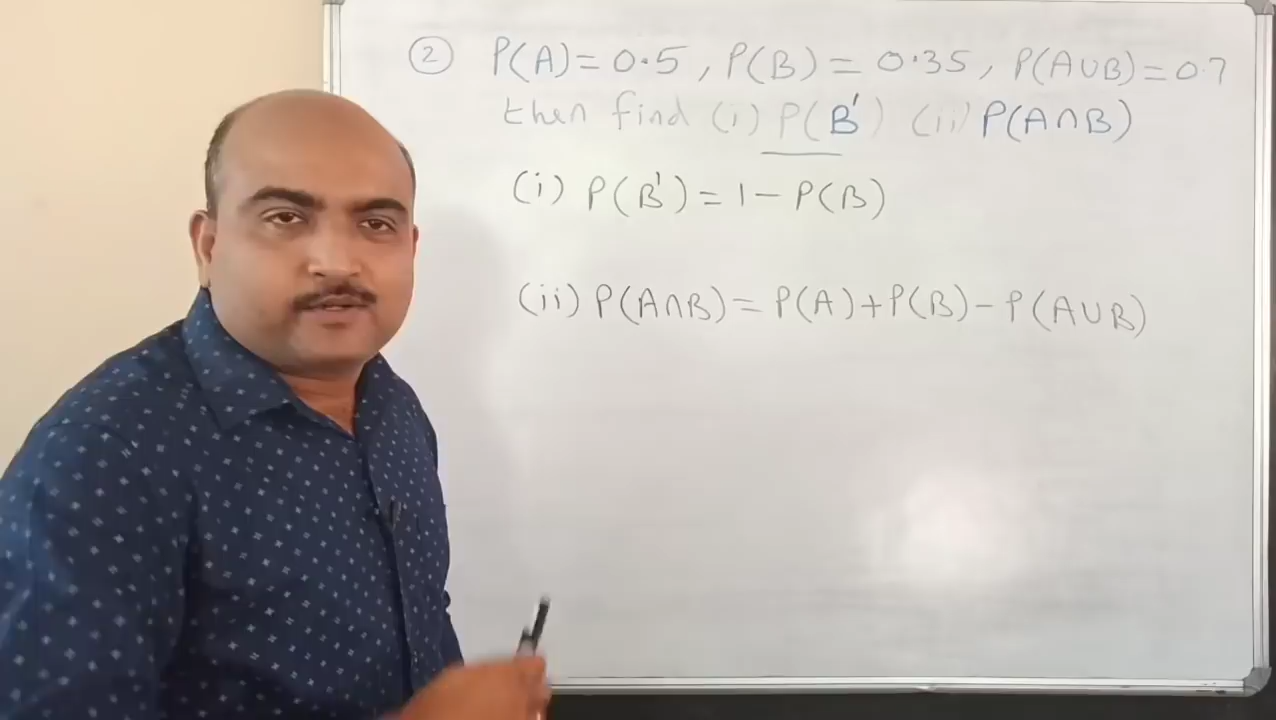 ② P(A) = 0.5, P(B) = 0.35, P(A∪B) = 0.7
then find (i) P(B') (ii) P(A∩B)
(i) P(B') = 1 - P(B)
(ii) P(A∩B) = P(A) + P(B) - P(A∪B)